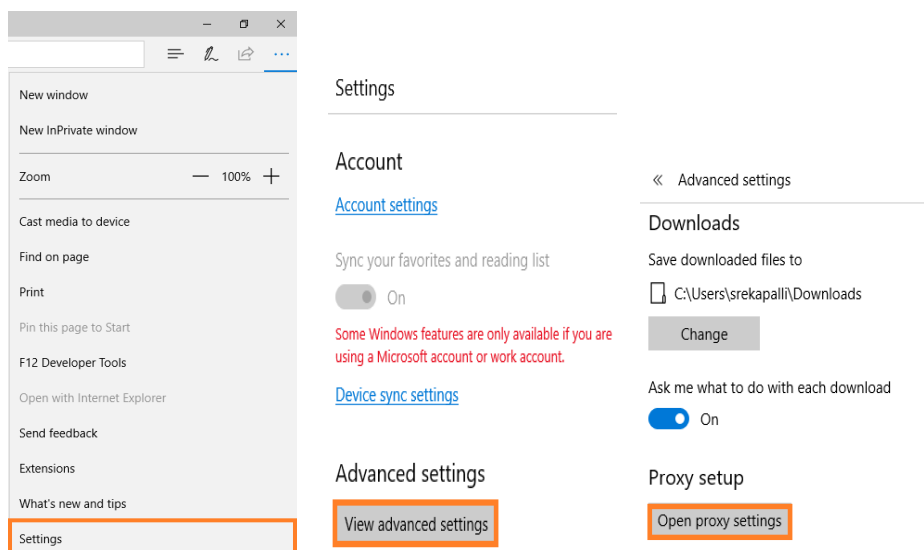 New window
New InPrivate window
Zoom
100%
Cast media to device
Find on page
Print
Pin this page to Start
F12 Developer Tools
Open with Internet Explorer
Send feedback
Extensions
What's new and tips
Settings
Settings
Account
Account settings
Sync your favorites and reading list
On
Some Windows features are only available if you are
using a Microsoft account or work account.
Device sync settings
Advanced settings
View advanced settings
Advanced settings
Downloads
Save downloaded files to
C:\Users\srekapalli\Downloads
Change
Ask me what to do with each download
On
Proxy setup
Open proxy settings